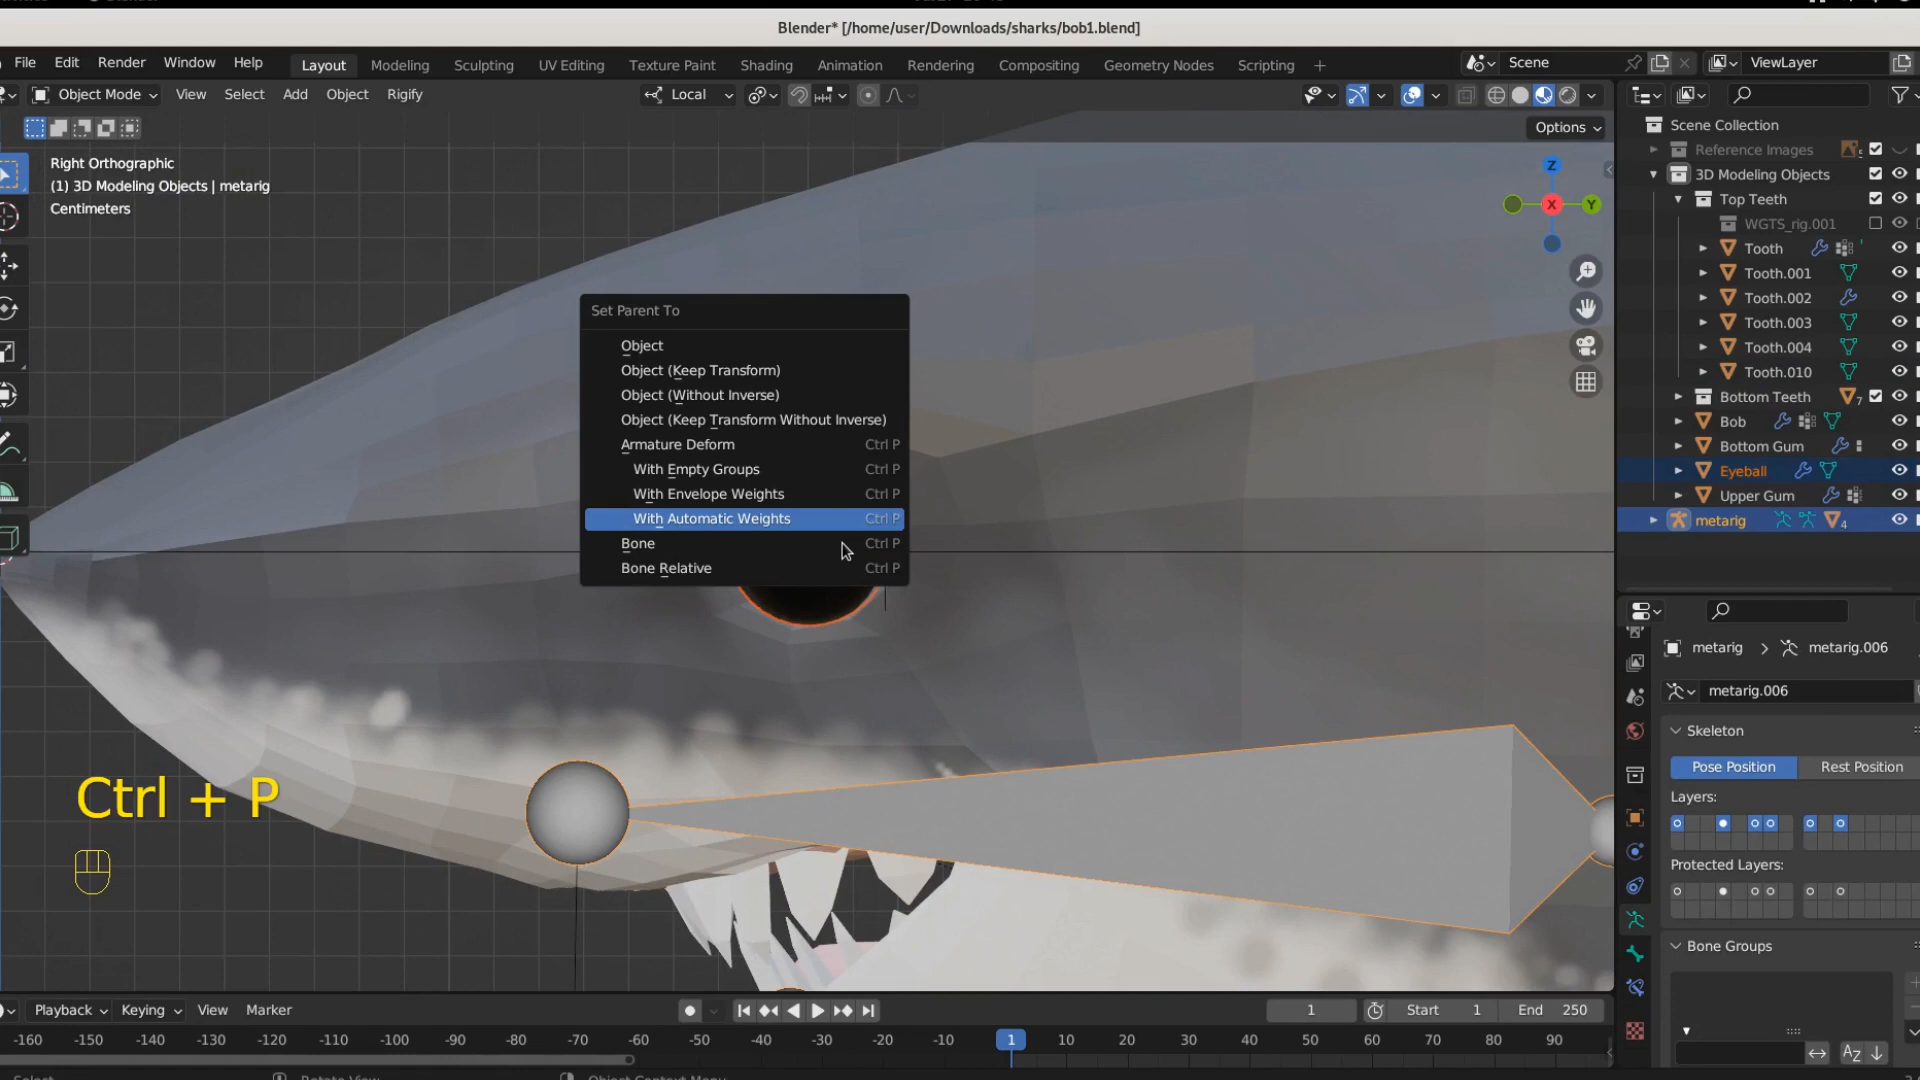 Blender* [/home/user/Downloads/sharks/bob1.blend]
File Edit Render Window Help Layout Modeling Sculpting UV Editing Texture Paint Shading Animation Rendering Compositing Geometry Nodes Scripting + Scene ViewLayer
Object Mode View Select Add Object Rigify Local
Options
Right Orthographic
(1) 3D Modeling Objects | metarig
Centimeters
Z
X
Y
Set Parent To
Object
Object (Keep Transform)
Object (Without Inverse)
Object (Keep Transform Without Inverse)
Armature Deform Ctrl P
With Empty Groups Ctrl P
With Envelope Weights Ctrl P
With Automatic Weights Ctrl P
Bone Ctrl P
Bone Relative Ctrl P
Ctrl + P
Scene Collection
Reference Images 5
3D Modeling Objects
Top Teeth
WGTS_rig.001
Tooth
Tooth.001
Tooth.002
Tooth.003
Tooth.004
Tooth.010
Bottom Teeth 7
Bob
Bottom Gum
Eyeball
Upper Gum
metarig 4
metarig > metarig.006
metarig.006
Skeleton
Pose Position Rest Position
Layers:
Protected Layers:
Bone Groups
Playback Keying View Marker 1 Start 1 End 250
-160 -150 -140 -130 -120 -110 -100 -90 -80 -70 -60 -50 -40 -30 -20 -10 1 10 20 30 40 50 60 70 80 90